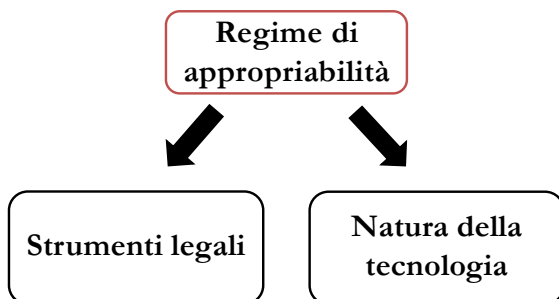 Regime di
appropriabilità
Strumenti legali
Natura della
tecnologia